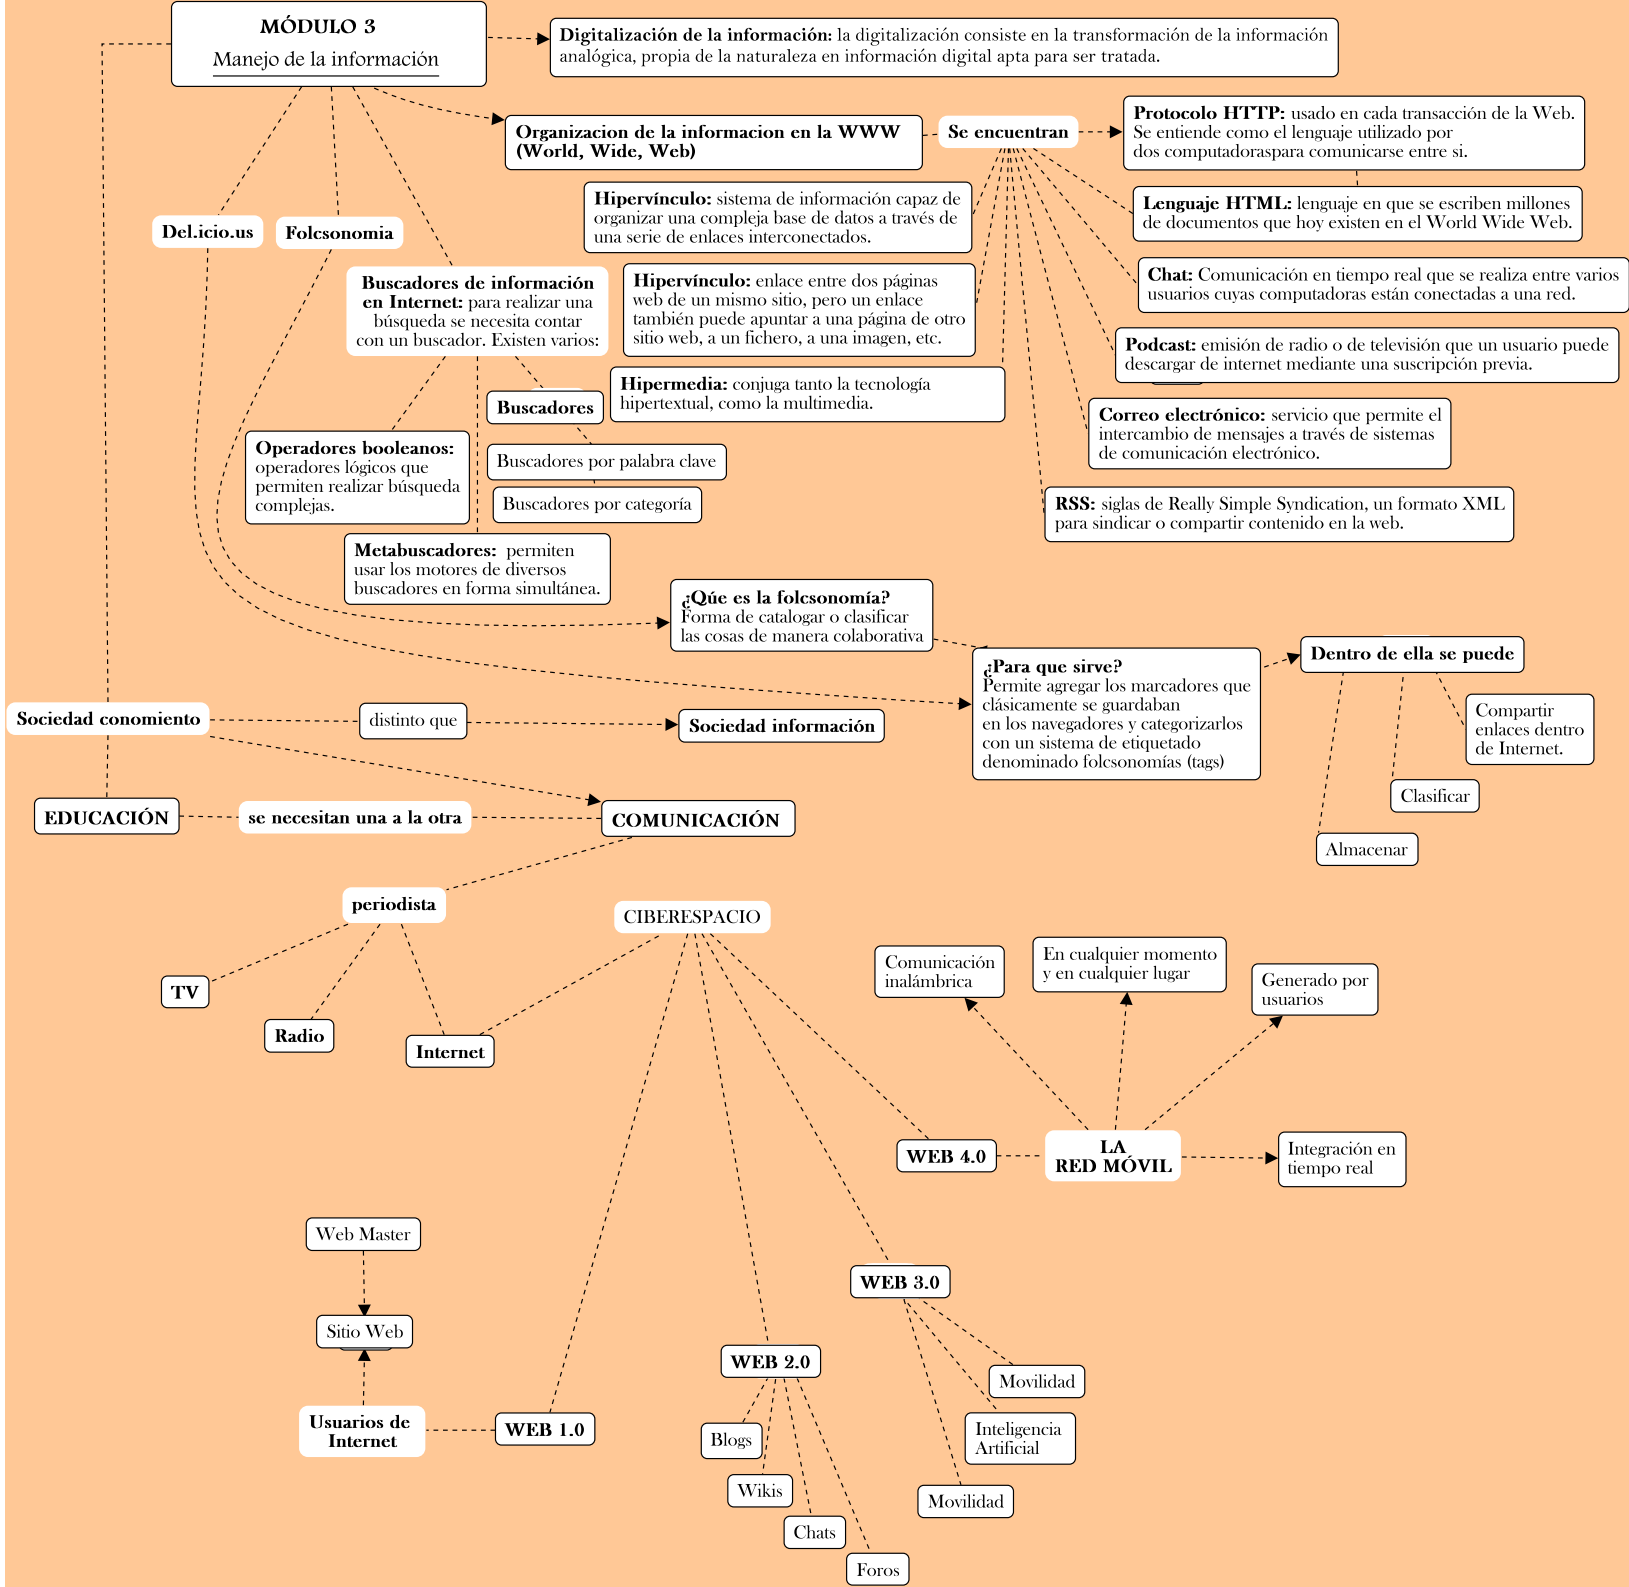 MÓDULO 3
Manejo de la información
Digitalización de la información: la digitalización consiste en la transformación de la información
analógica, propia de la naturaleza en información digital apta para ser tratada.
Organizacion de la informacion en la WWW
(World, Wide, Web)
Se encuentran
Protocolo HTTP: usado en cada transacción de la Web.
Se entiende como el lenguaje utilizado por
dos computadoraspara comunicarse entre si.
Lenguaje HTML: lenguaje en que se escriben millones
de documentos que hoy existen en el World Wide Web.
Chat: Comunicación en tiempo real que se realiza entre varios
usuarios cuyas computadoras están conectadas a una red.
Podcast: emisión de radio o de televisión que un usuario puede
descargar de internet mediante una suscripción previa.
Correo electrónico: servicio que permite el
intercambio de mensajes a través de sistemas
de comunicación electrónico.
RSS: siglas de Really Simple Syndication, un formato XML
para sindicar o compartir contenido en la web.
Hipervínculo: sistema de información capaz de
organizar una compleja base de datos a través de
una serie de enlaces interconectados.
Hipervínculo: enlace entre dos páginas
web de un mismo sitio, pero un enlace
también puede apuntar a una página de otro
sitio web, a un fichero, a una imagen, etc.
Hipermedia: conjuga tanto la tecnología
hipertextual, como la multimedia.
Del.icio.us
Folcsonomia
Buscadores de información
en Internet: para realizar una
búsqueda se necesita contar
con un buscador. Existen varios:
Buscadores
Buscadores por palabra clave
Buscadores por categoría
Operadores booleanos:
operadores lógicos que
permiten realizar búsqueda
complejas.
Metabuscadores:  permiten
usar los motores de diversos
buscadores en forma simultánea.
¿Qúe es la folcsonomía?
Forma de catalogar o clasificar
las cosas de manera colaborativa
¿Para que sirve?
Permite agregar los marcadores que
clásicamente se guardaban
en los navegadores y categorizarlos
con un sistema de etiquetado
denominado folcsonomías (tags)
Dentro de ella se puede
Compartir
enlaces dentro
de Internet.
Clasificar
Almacenar
Sociedad conomiento
distinto que
Sociedad información
EDUCACIÓN
se necesitan una a la otra
COMUNICACIÓN
periodista
TV
Radio
Internet
CIBERESPACIO
Comunicación
inalámbrica
En cualquier momento
y en cualquier lugar
Generado por
usuarios
WEB 4.0
LA
RED MÓVIL
Integración en
tiempo real
Web Master
Sitio Web
Usuarios de
Internet
WEB 1.0
WEB 2.0
Blogs
Wikis
Chats
Foros
WEB 3.0
Movilidad
Inteligencia
Artificial
Movilidad